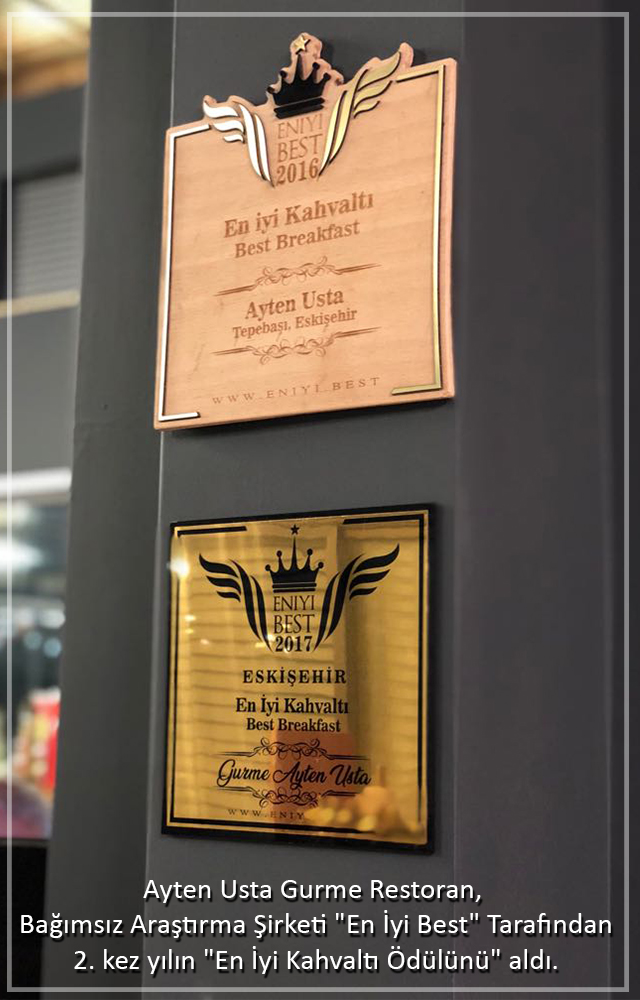 ENIYI
BEST
2016
En iyi Kahvaltı
Best Breakfast
Ayten Usta
Tepebaşı, Eskişehir
WWW.ENIYI.BEST
ENIYI
BEST
2017
ESKİŞEHİR
En İyi Kahvaltı
Best Breakfast
Gurme Ayten Usta
WWW.ENIY
Ayten Usta Gurme Restoran,
Bağımsız Araştırma Şirketi "En İyi Best" Tarafından
2. kez yılın "En İyi Kahvaltı Ödülünü" aldı.